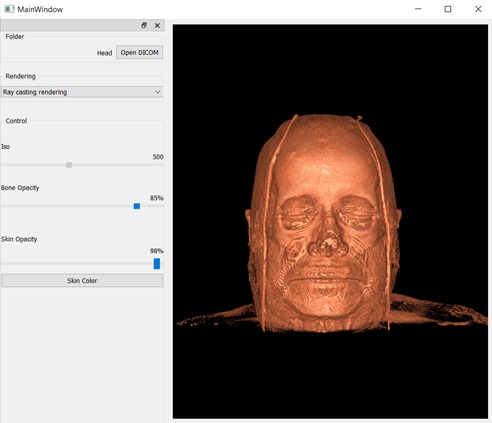 MainWindow
Folder
Head Open DICOM
Rendering
Ray casting rendering
Control
Iso
500
Bone Opacity
85%
Skin Opacity
98%
Skin Color